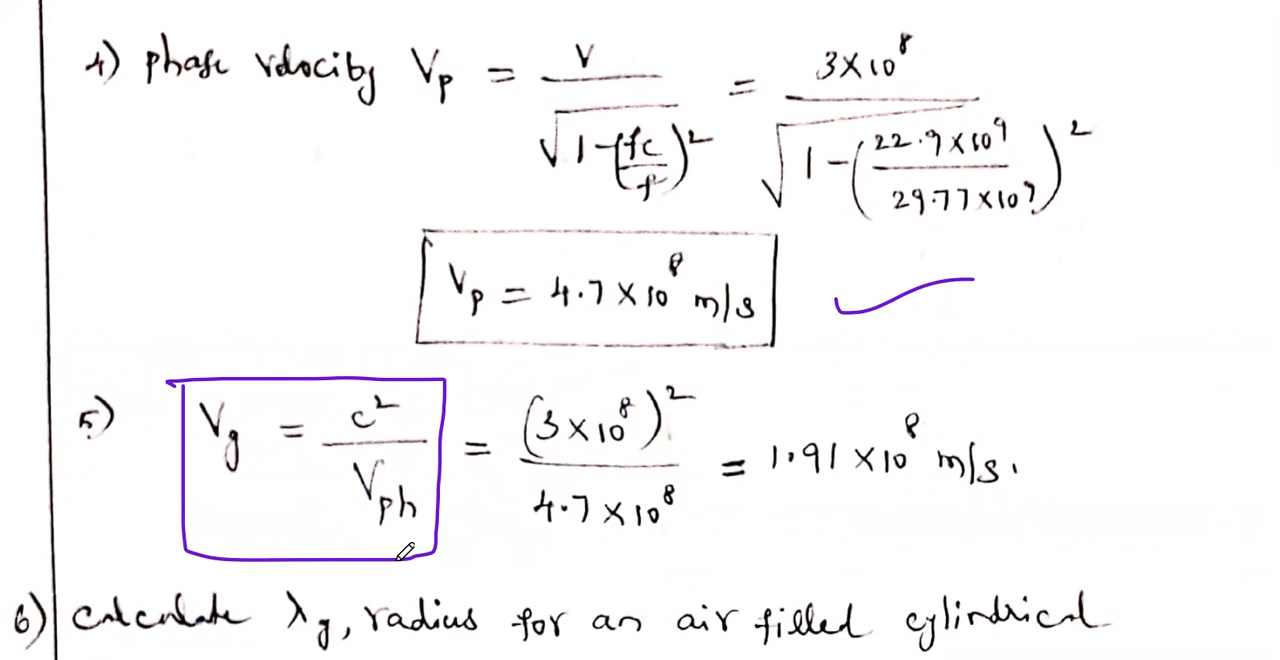 4) phase velocity Vp = V / √(1-(fc/f)²) = 3×10⁸ / √(1-(22.9×10⁹ / 29.77×10⁹)²)
Vp = 4.7×10⁸ m/s
5) Vg = c² / Vph = (3×10⁸)² / 4.7×10⁸ = 1.91×10⁸ m/s.
6) calculate λg, radius for an air filled cylindrical